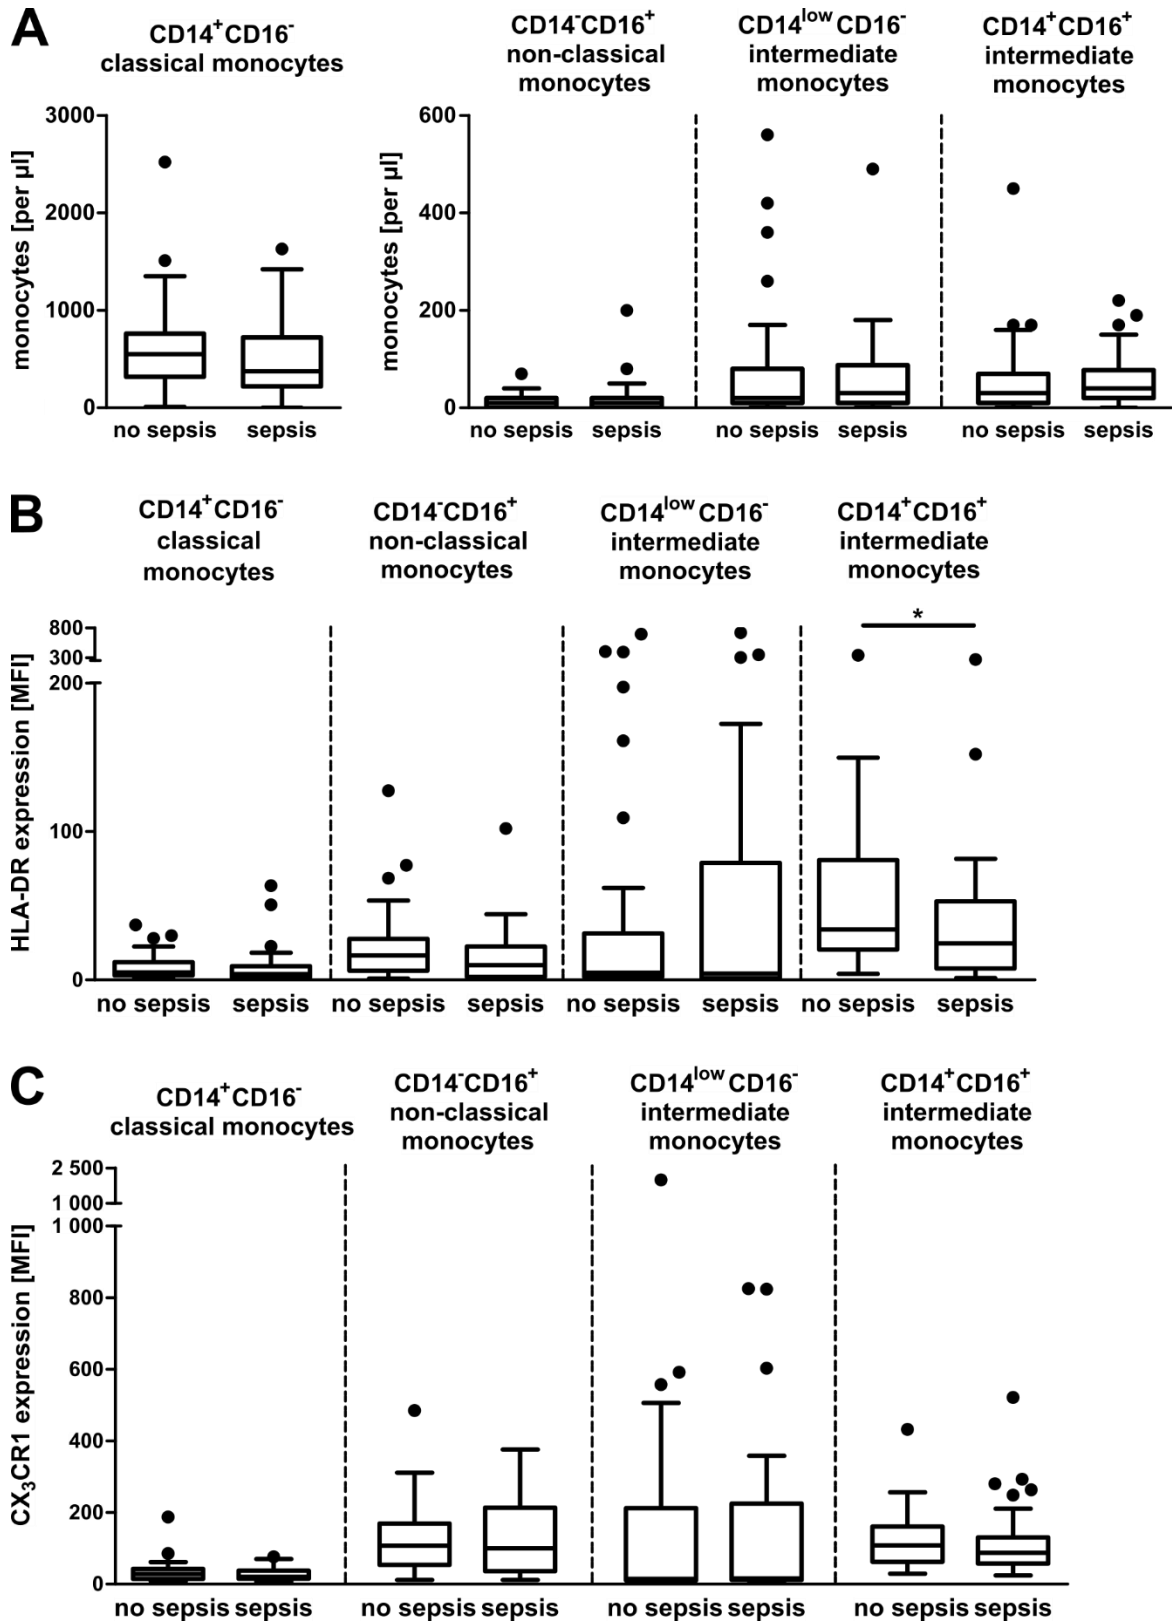 A
CD14⁺CD16⁻
classical monocytes
CD14⁻CD16⁺
non-classical
monocytes
CD14ˡᵒʷCD16⁻
intermediate
monocytes
CD14⁺CD16⁺
intermediate
monocytes
monocytes [per µl]
3000
2000
1000
0
no sepsis
sepsis
monocytes [per µl]
600
400
200
0
no sepsis
sepsis
no sepsis
sepsis
no sepsis
sepsis
B
CD14⁺CD16⁻
classical
monocytes
CD14⁻CD16⁺
non-classical
monocytes
CD14ˡᵒʷCD16⁻
intermediate
monocytes
CD14⁺CD16⁺
intermediate
monocytes
HLA-DR expression [MFI]
800
300
200
100
0
*
no sepsis
sepsis
no sepsis
sepsis
no sepsis
sepsis
no sepsis
sepsis
C
CD14⁺CD16⁻
classical monocytes
CD14⁻CD16⁺
non-classical
monocytes
CD14ˡᵒʷCD16⁻
intermediate
monocytes
CD14⁺CD16⁺
intermediate
monocytes
CX₃CR1 expression [MFI]
2 500
1 000
1 000
800
600
400
200
0
no sepsis
sepsis
no sepsis
sepsis
no sepsis
sepsis
no sepsis
sepsis